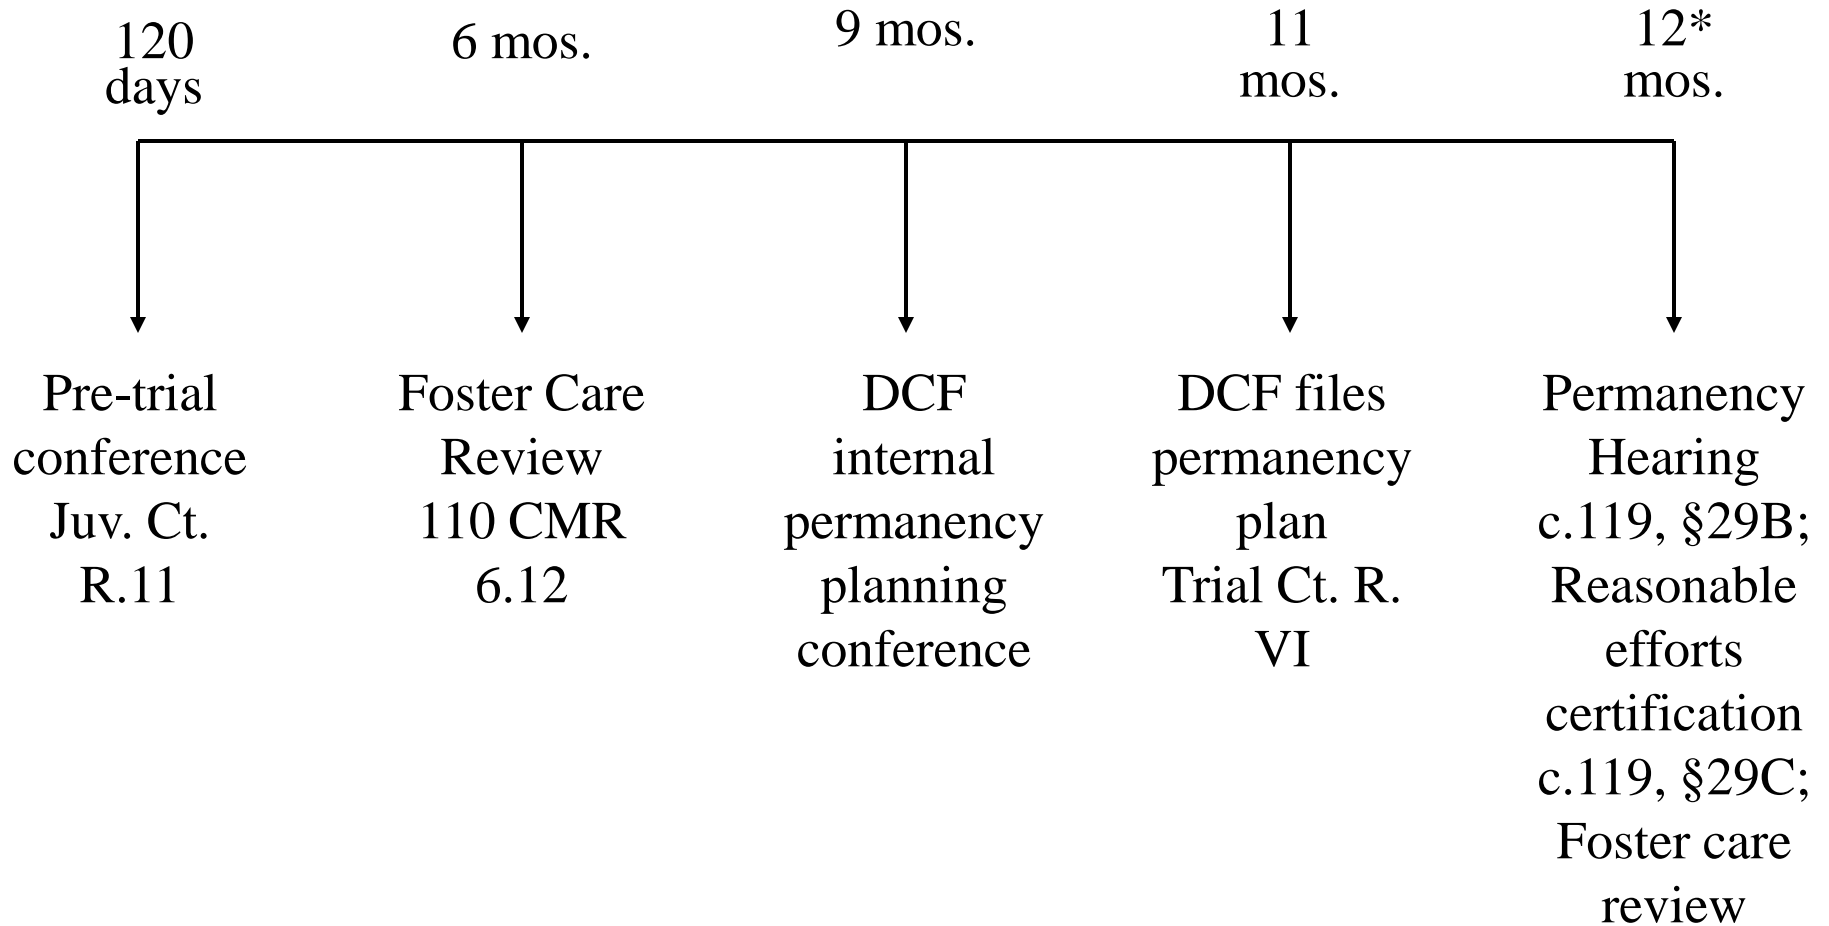 120
days
6 mos.
9 mos.
11
mos.
12*
mos.
Pre-trial
conference
Juv. Ct.
R.11
Foster Care
Review
110 CMR
6.12
DCF
internal
permanency
planning
conference
DCF files
permanency
plan
Trial Ct. R.
VI
Permanency
Hearing
c.119, §29B;
Reasonable
efforts
certification
c.119, §29C;
Foster care
review